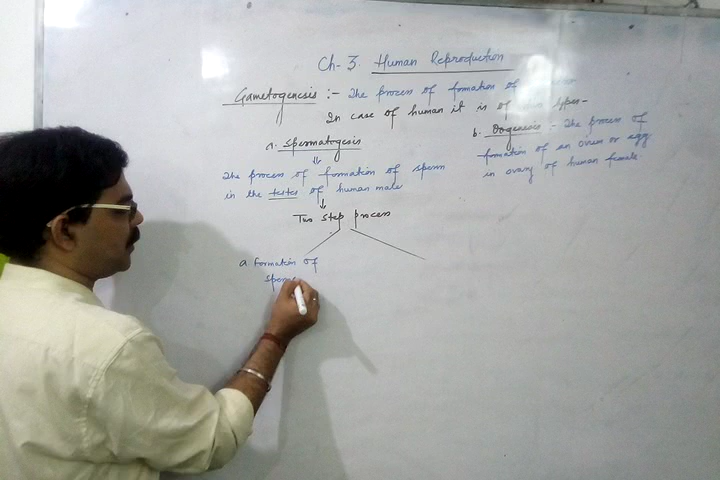 Ch-3. Human Reproduction
Gametogenesis :- The process of formation of
In case of human it is of types-
a. Spermatogesis
The process of formation of sperm
in the testes of human male
b. Oogenesis - The process of
formation of an ovum or egg
in ovary of human female.
Two step process
a formation of